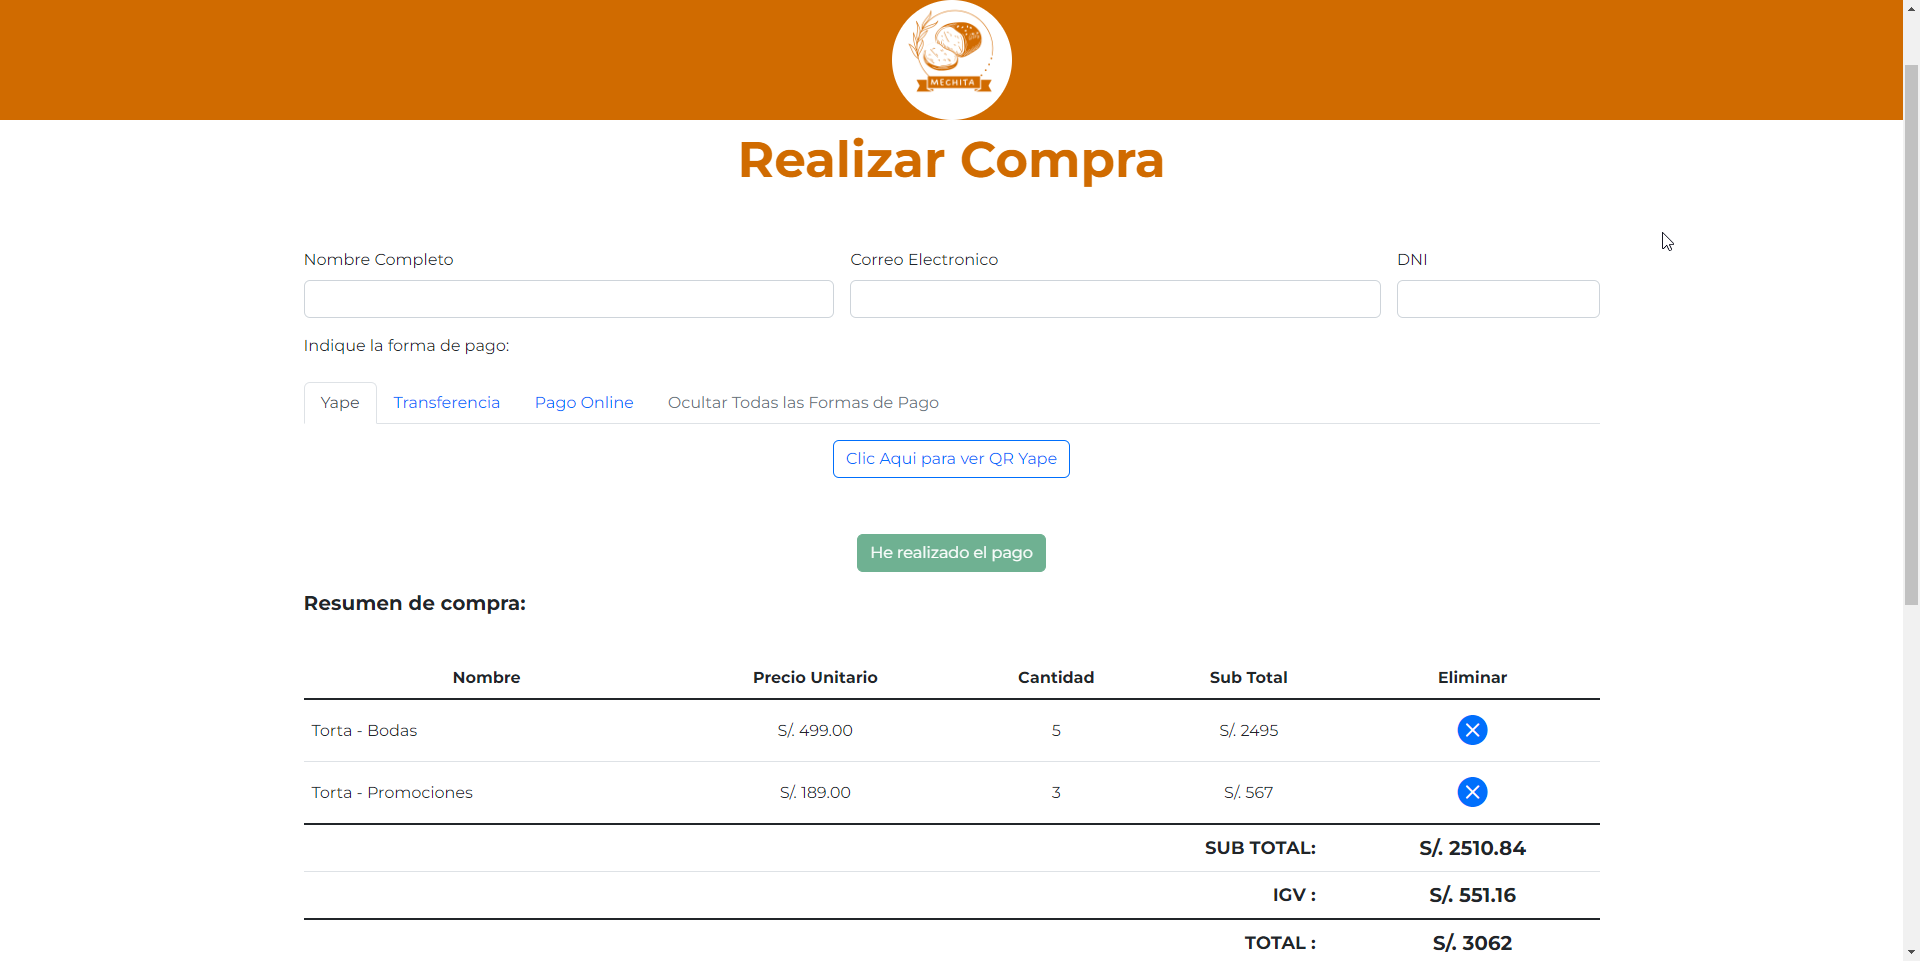 MECHITA
Realizar Compra
Nombre Completo Correo Electronico DNI
Indique la forma de pago:
Yape Transferencia Pago Online Ocultar Todas las Formas de Pago
Clic Aqui para ver QR Yape
He realizado el pago
Resumen de compra:
Nombre Precio Unitario Cantidad Sub Total Eliminar
Torta - Bodas S/. 499.00 5 S/. 2495
Torta - Promociones S/. 189.00 3 S/. 567
SUB TOTAL: S/. 2510.84
IGV : S/. 551.16
TOTAL : S/. 3062